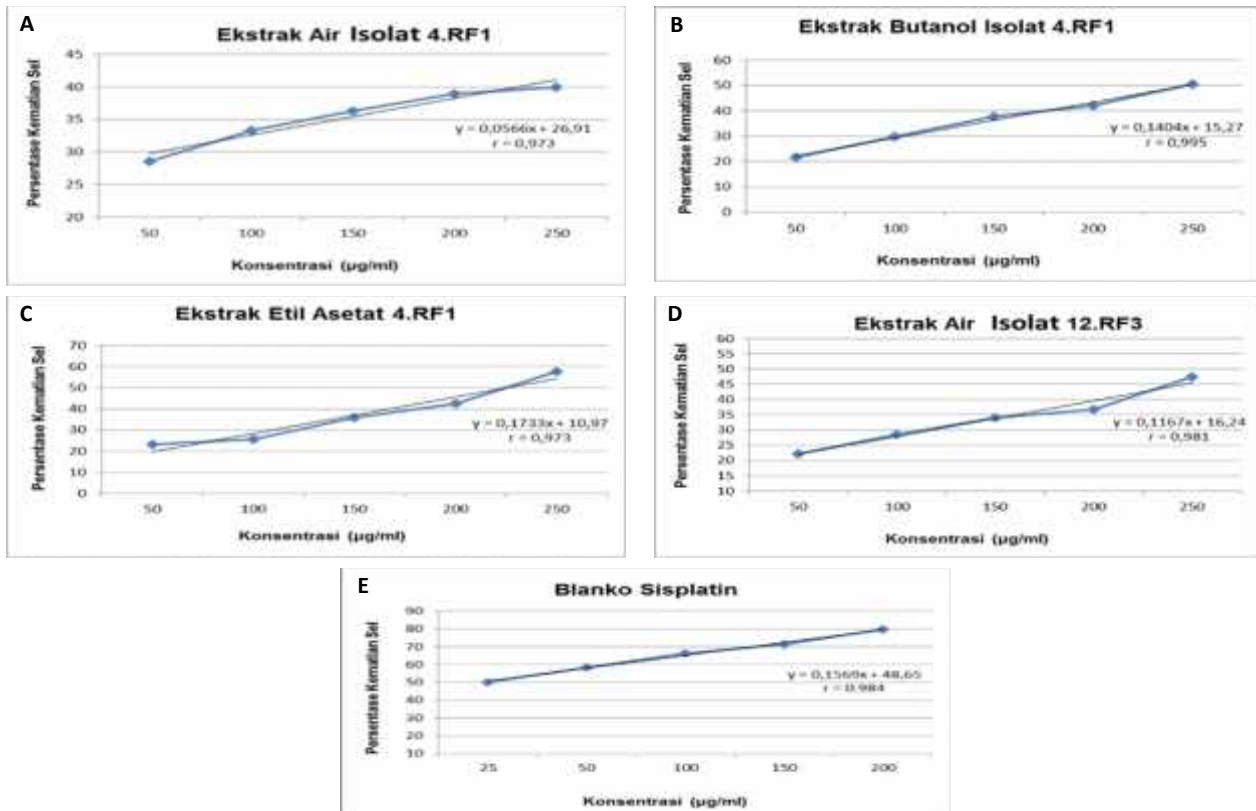 A
Ekstrak Air Isolat 4.RF1
Persentase Kematian Sel
45
40
35
30
25
20
y = 0,0566x + 26,91
r = 0,973
50 100 150 200 250
Konsentrasi (µg/ml)
B
Ekstrak Butanol Isolat 4.RF1
Persentase Kematian Sel
60
50
40
30
20
10
0
y = 0,1404x + 15,27
r = 0,995
50 100 150 200 250
Konsentrasi (µg/ml)
C
Ekstrak Etil Asetat 4.RF1
Persentase Kematian Sel
70
60
50
40
30
20
10
0
y = 0,1733x + 10,97
r = 0,973
50 100 150 200 250
Konsentrasi (µg/ml)
D
Ekstrak Air Isolat 12.RF3
Persentase Kematian Sel
60
55
50
45
40
35
30
25
20
15
10
y = 0,1167x + 16,24
r = 0,981
50 100 150 200 250
Konsentrasi (µg/ml)
E
Blanko Sisplatin
Persentase Kematian Sel
90
80
70
60
50
40
30
20
10
y = 0,1569x + 48,65
r = 0,984
25 50 100 150 200
Konsentrasi (µg/ml)